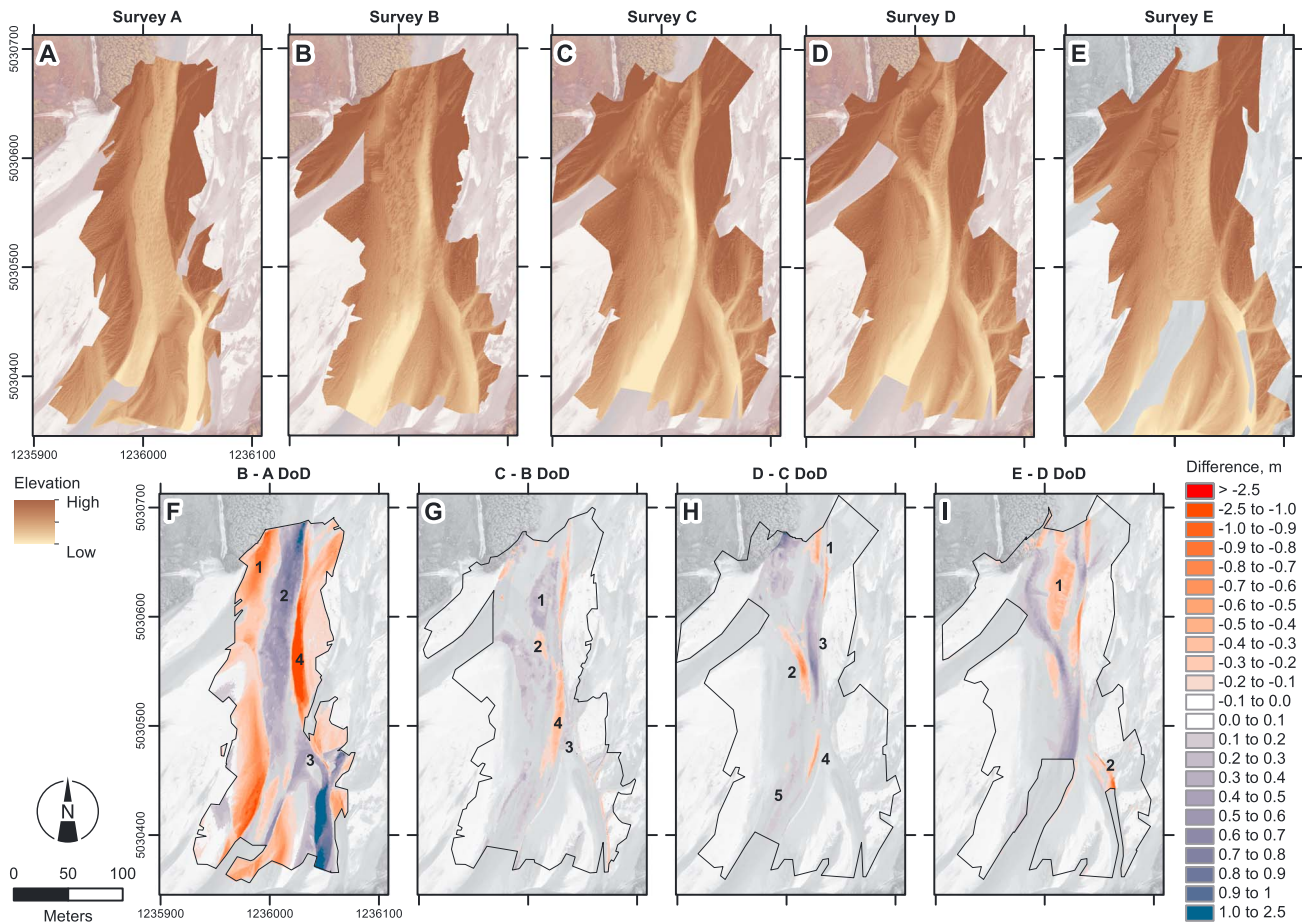 Survey A
Survey B
Survey C
Survey D
Survey E
A
B
C
D
E
5030700
5030600
5030500
5030400
1235900
1236000
1236100
Elevation
High
Low
B - A DoD
C - B DoD
D - C DoD
E - D DoD
F
G
H
I
5030700
5030600
5030500
5030400
1
2
4
3
1
2
4
3
1
3
2
4
5
1
2
N
0 50 100
Meters
1235900
1236000
1236100
Difference, m
> -2.5
-2.5 to -1.0
-1.0 to -0.9
-0.9 to -0.8
-0.8 to -0.7
-0.7 to -0.6
-0.6 to -0.5
-0.5 to -0.4
-0.4 to -0.3
-0.3 to -0.2
-0.2 to -0.1
-0.1 to 0.0
0.0 to 0.1
0.1 to 0.2
0.2 to 0.3
0.3 to 0.4
0.4 to 0.5
0.5 to 0.6
0.6 to 0.7
0.7 to 0.8
0.8 to 0.9
0.9 to 1
1.0 to 2.5